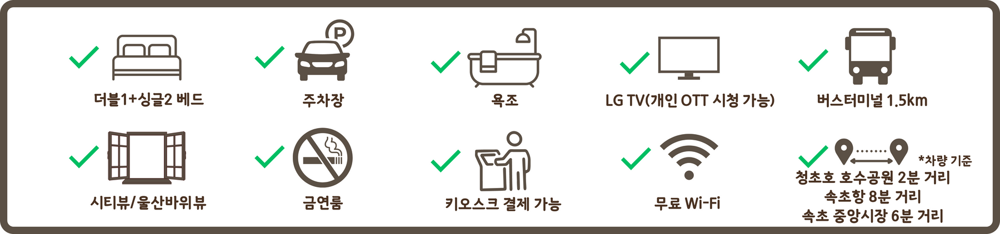 P
더블1+싱글2 베드
주차장
욕조
LG TV(개인 OTT 시청 가능)
버스터미널 1.5km
시티뷰/울산바위뷰
금연룸
키오스크 결제 가능
무료 Wi-Fi
*차량 기준
청초호 호수공원 2분 거리
속초항 8분 거리
속초 중앙시장 6분 거리